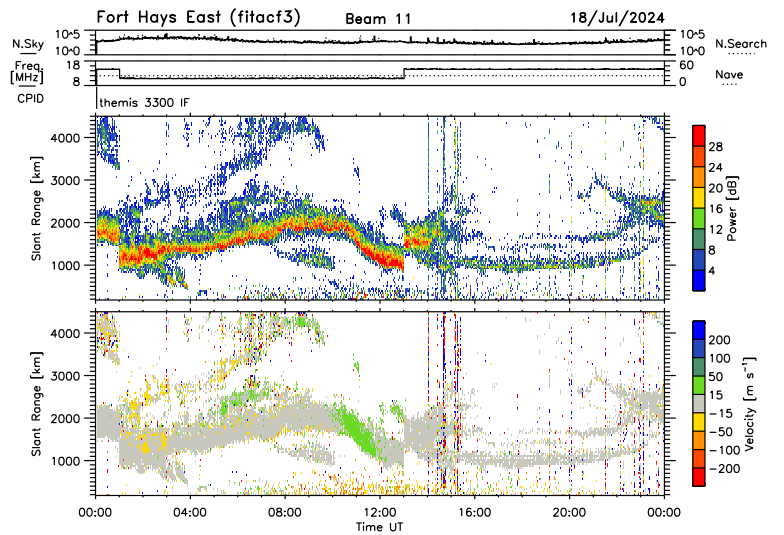 Fort Hays East (fitacf3) Beam 11 18/Jul/2024
N.Sky 10^5 10^0 10^5 10^0 N.Search
Freq. [MHz] 18 8 60 0 Nave
CPID themis 3300 IF
Slant Range [km] 4000 3000 2000 1000
Power [dB] 28 24 20 16 12 8 4
Slant Range [km] 4000 3000 2000 1000
Velocity [m s⁻¹] 200 100 50 15 -15 -50 -100 -200
00:00 04:00 08:00 12:00 16:00 20:00 00:00
Time UT